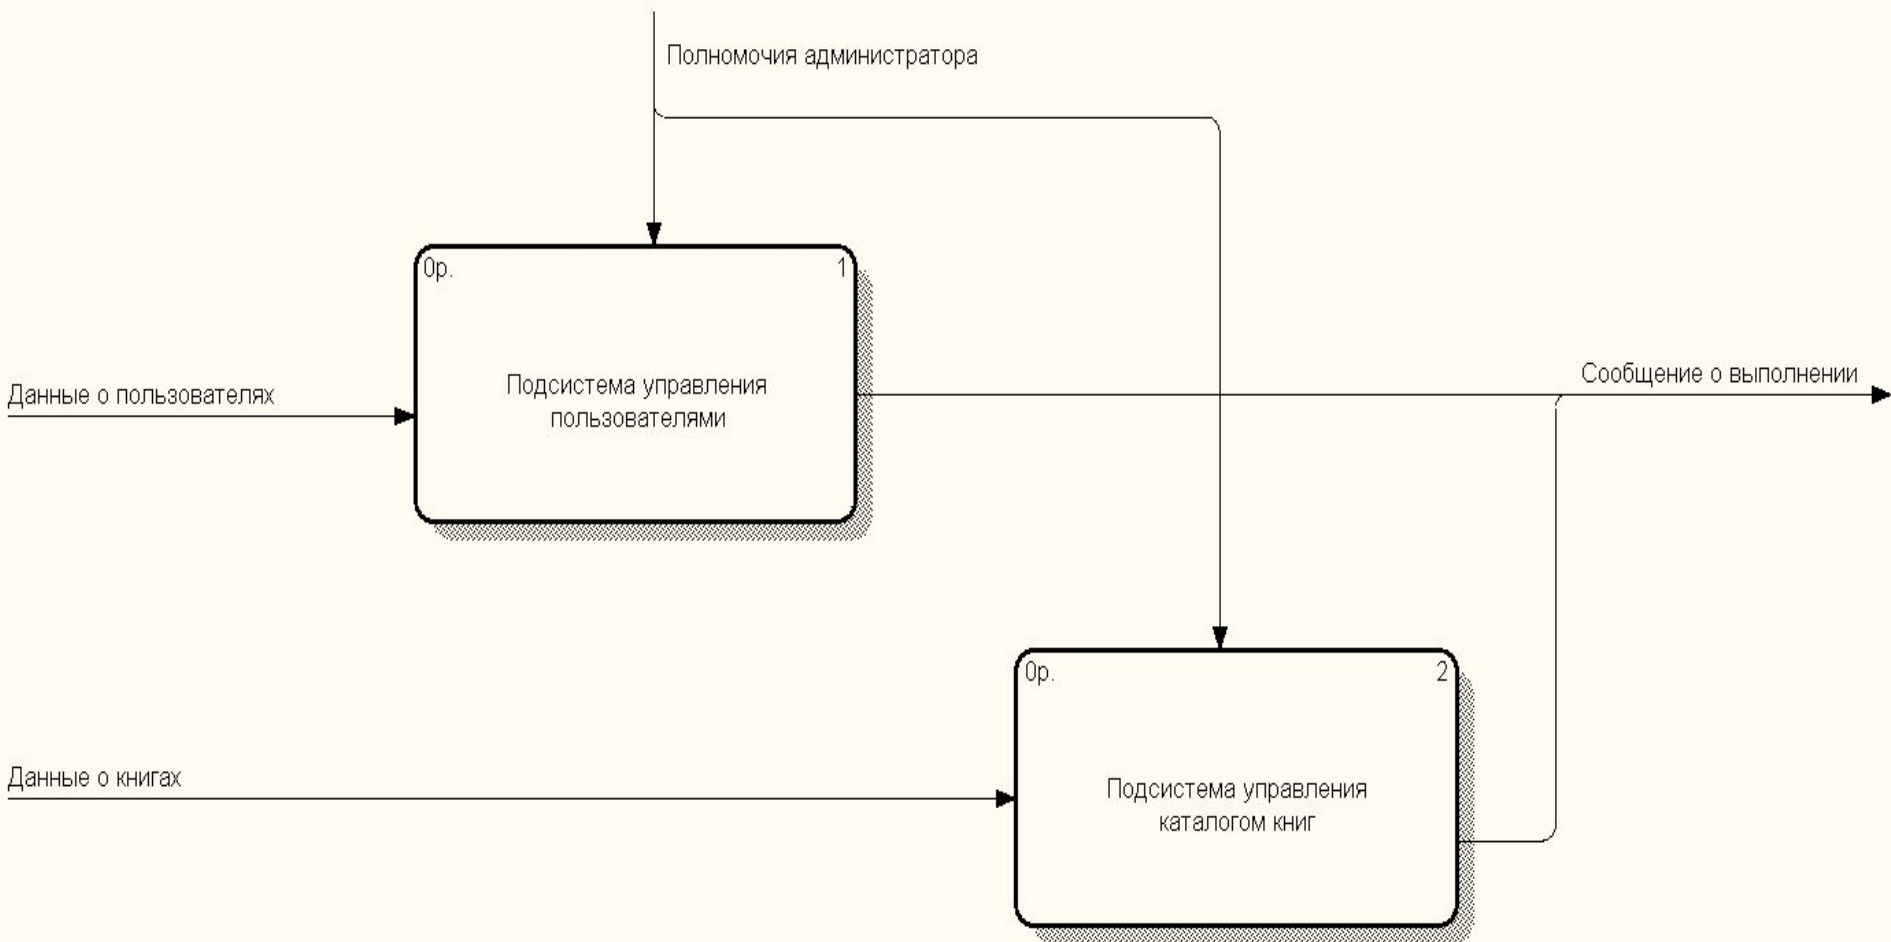 Полномочия администратора
0р.
1
Подсистема управления
пользователями
Данные о пользователях
Сообщение о выполнении
0р.
2
Данные о книгах
Подсистема управления
каталогом книг